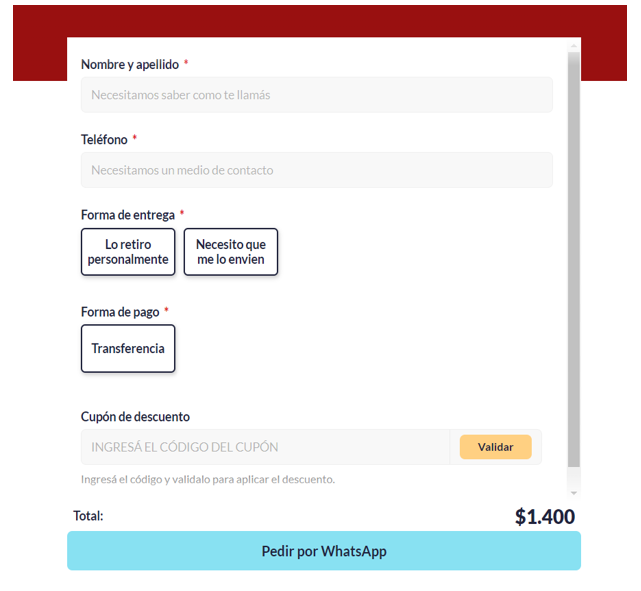 Nombre y apellido *
Necesitamos saber como te llamás
Teléfono *
Necesitamos un medio de contacto
Forma de entrega *
Lo retiro
personalmente
Necesito que
me lo envien
Forma de pago *
Transferencia
Cupón de descuento
INGRESÁ EL CÓDIGO DEL CUPÓN
Validar
Ingresá el código y validalo para aplicar el descuento.
Total:
$1.400
Pedir por WhatsApp